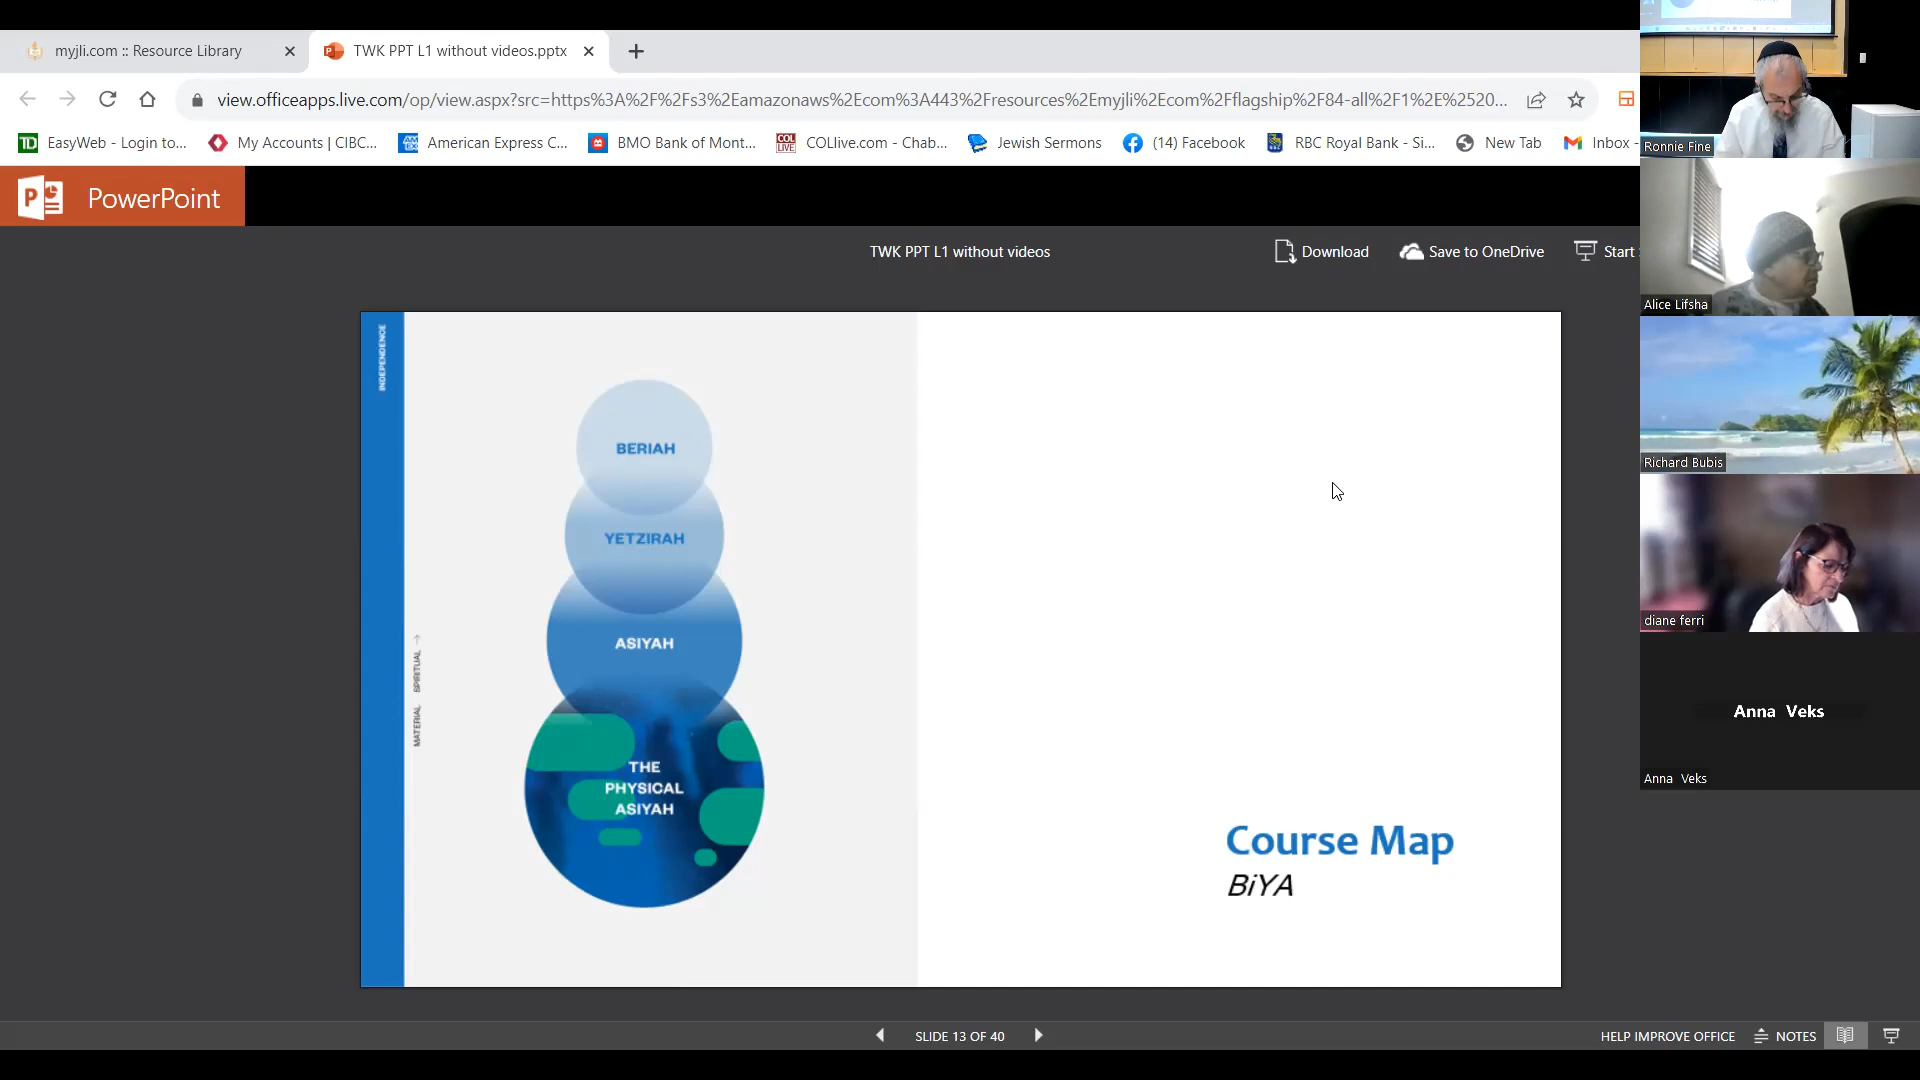 myjli.com :: Resource Library
TWK PPT L1 without videos.pptx
view.officeapps.live.com/op/view.aspx?src=https%3A%2F%2Fs3%2Eamazonaws%2Ecom%3A443%2Fresources%2Emyjli%2Ecom%2Fflagship%2F84-all%2F1%2E%2520...
EasyWeb - Login to...
My Accounts | CIBC...
American Express C...
BMO Bank of Mont...
COLlive.com - Chab...
Jewish Sermons
(14) Facebook
RBC Royal Bank - Si...
New Tab
Inbox -
PowerPoint
TWK PPT L1 without videos
Download
Save to OneDrive
Start
INDEPENDENCE
MATERIAL SPIRITUAL →
BERIAH
YETZIRAH
ASIYAH
THE
PHYSICAL
ASIYAH
Course Map
BiYA
SLIDE 13 OF 40
HELP IMPROVE OFFICE
NOTES
Ronnie Fine
Alice Lifsha
Richard Bubis
diane ferri
Anna Veks
Anna Veks